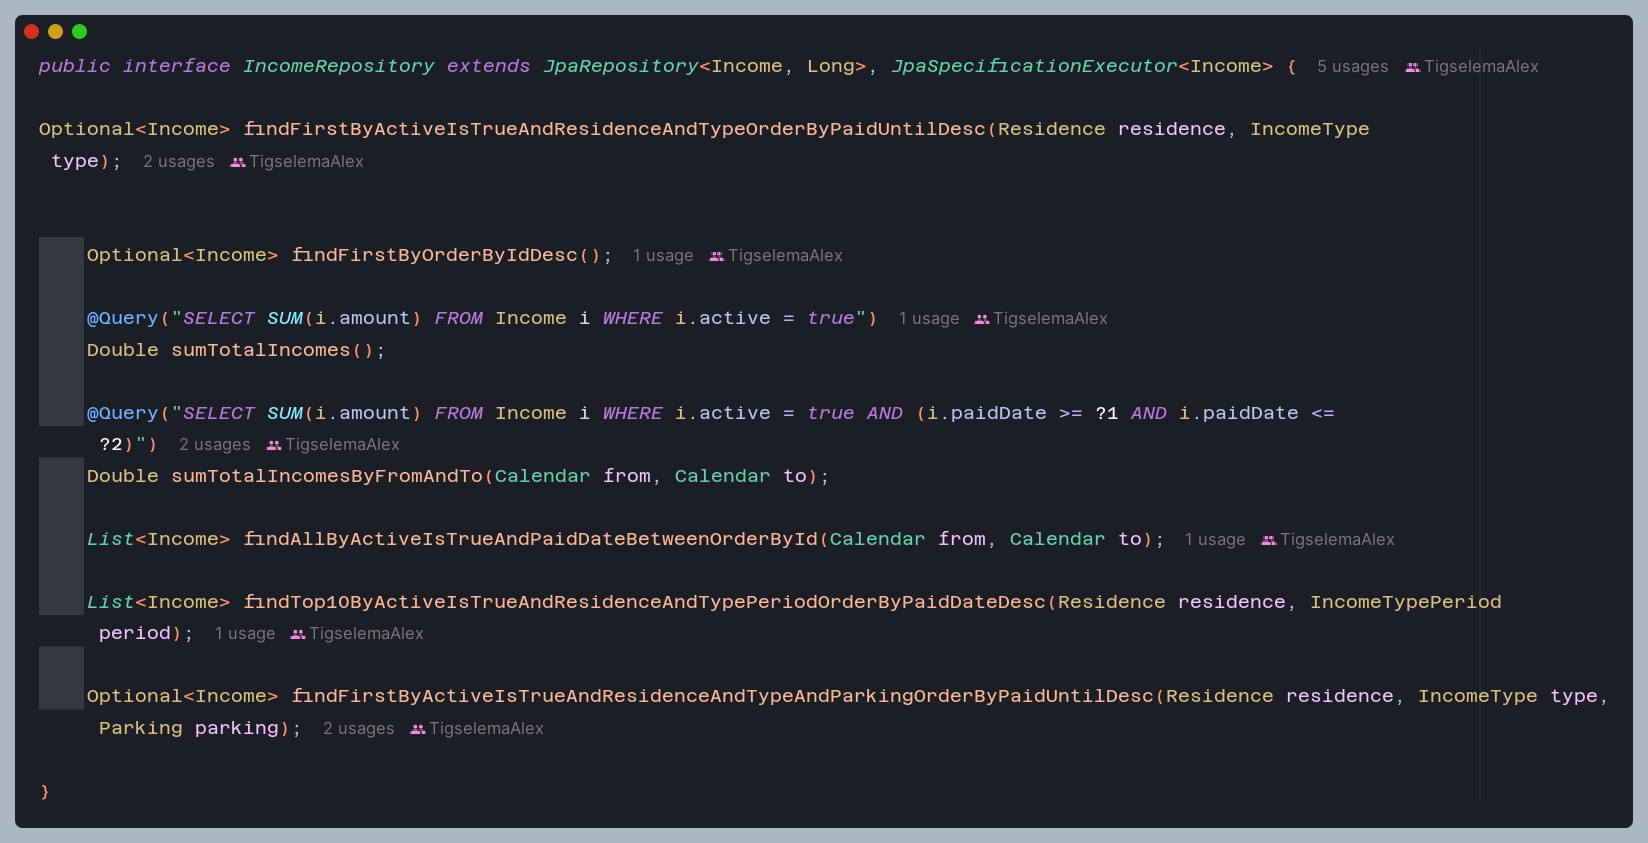 public interface IncomeRepository extends JpaRepository<Income, Long>, JpaSpecificationExecutor<Income> { 5 usages TigselemaAlex
Optional<Income> findFirstByActiveIsTrueAndResidenceAndTypeOrderByPaidUntilDesc(Residence residence, IncomeType
type); 2 usages TigselemaAlex
Optional<Income> findFirstByOrderByIdDesc(); 1 usage TigselemaAlex
@Query("SELECT SUM(i.amount) FROM Income i WHERE i.active = true") 1 usage TigselemaAlex
Double sumTotalIncomes();
@Query("SELECT SUM(i.amount) FROM Income i WHERE i.active = true AND (i.paidDate >= ?1 AND i.paidDate <=
?2)") 2 usages TigselemaAlex
Double sumTotalIncomesByFromAndTo(Calendar from, Calendar to);
List<Income> findAllByActiveIsTrueAndPaidDateBetweenOrderById(Calendar from, Calendar to); 1 usage TigselemaAlex
List<Income> findTop10ByActiveIsTrueAndResidenceAndTypePeriodOrderByPaidDateDesc(Residence residence, IncomeTypePeriod
period); 1 usage TigselemaAlex
Optional<Income> findFirstByActiveIsTrueAndResidenceAndTypeAndParkingOrderByPaidUntilDesc(Residence residence, IncomeType type,
Parking parking); 2 usages TigselemaAlex
}